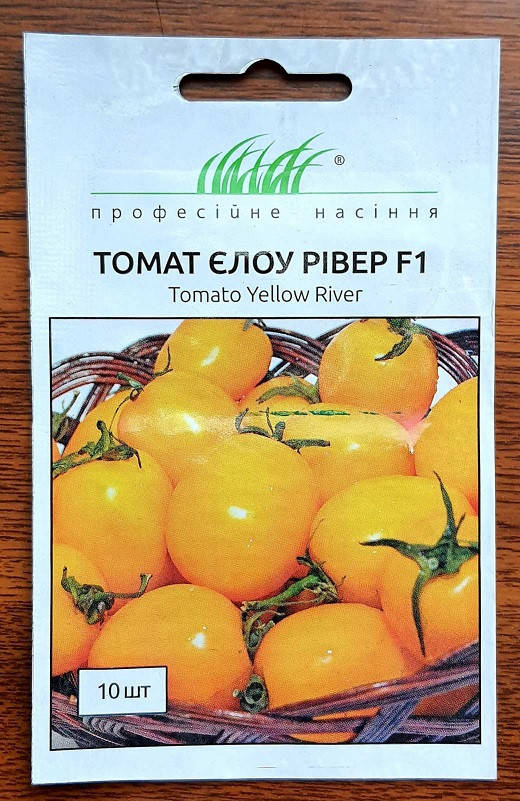 ®
професійне насіння
ТОМАТ ЄЛОУ РІВЕР F1
Tomato Yellow River
10 шт